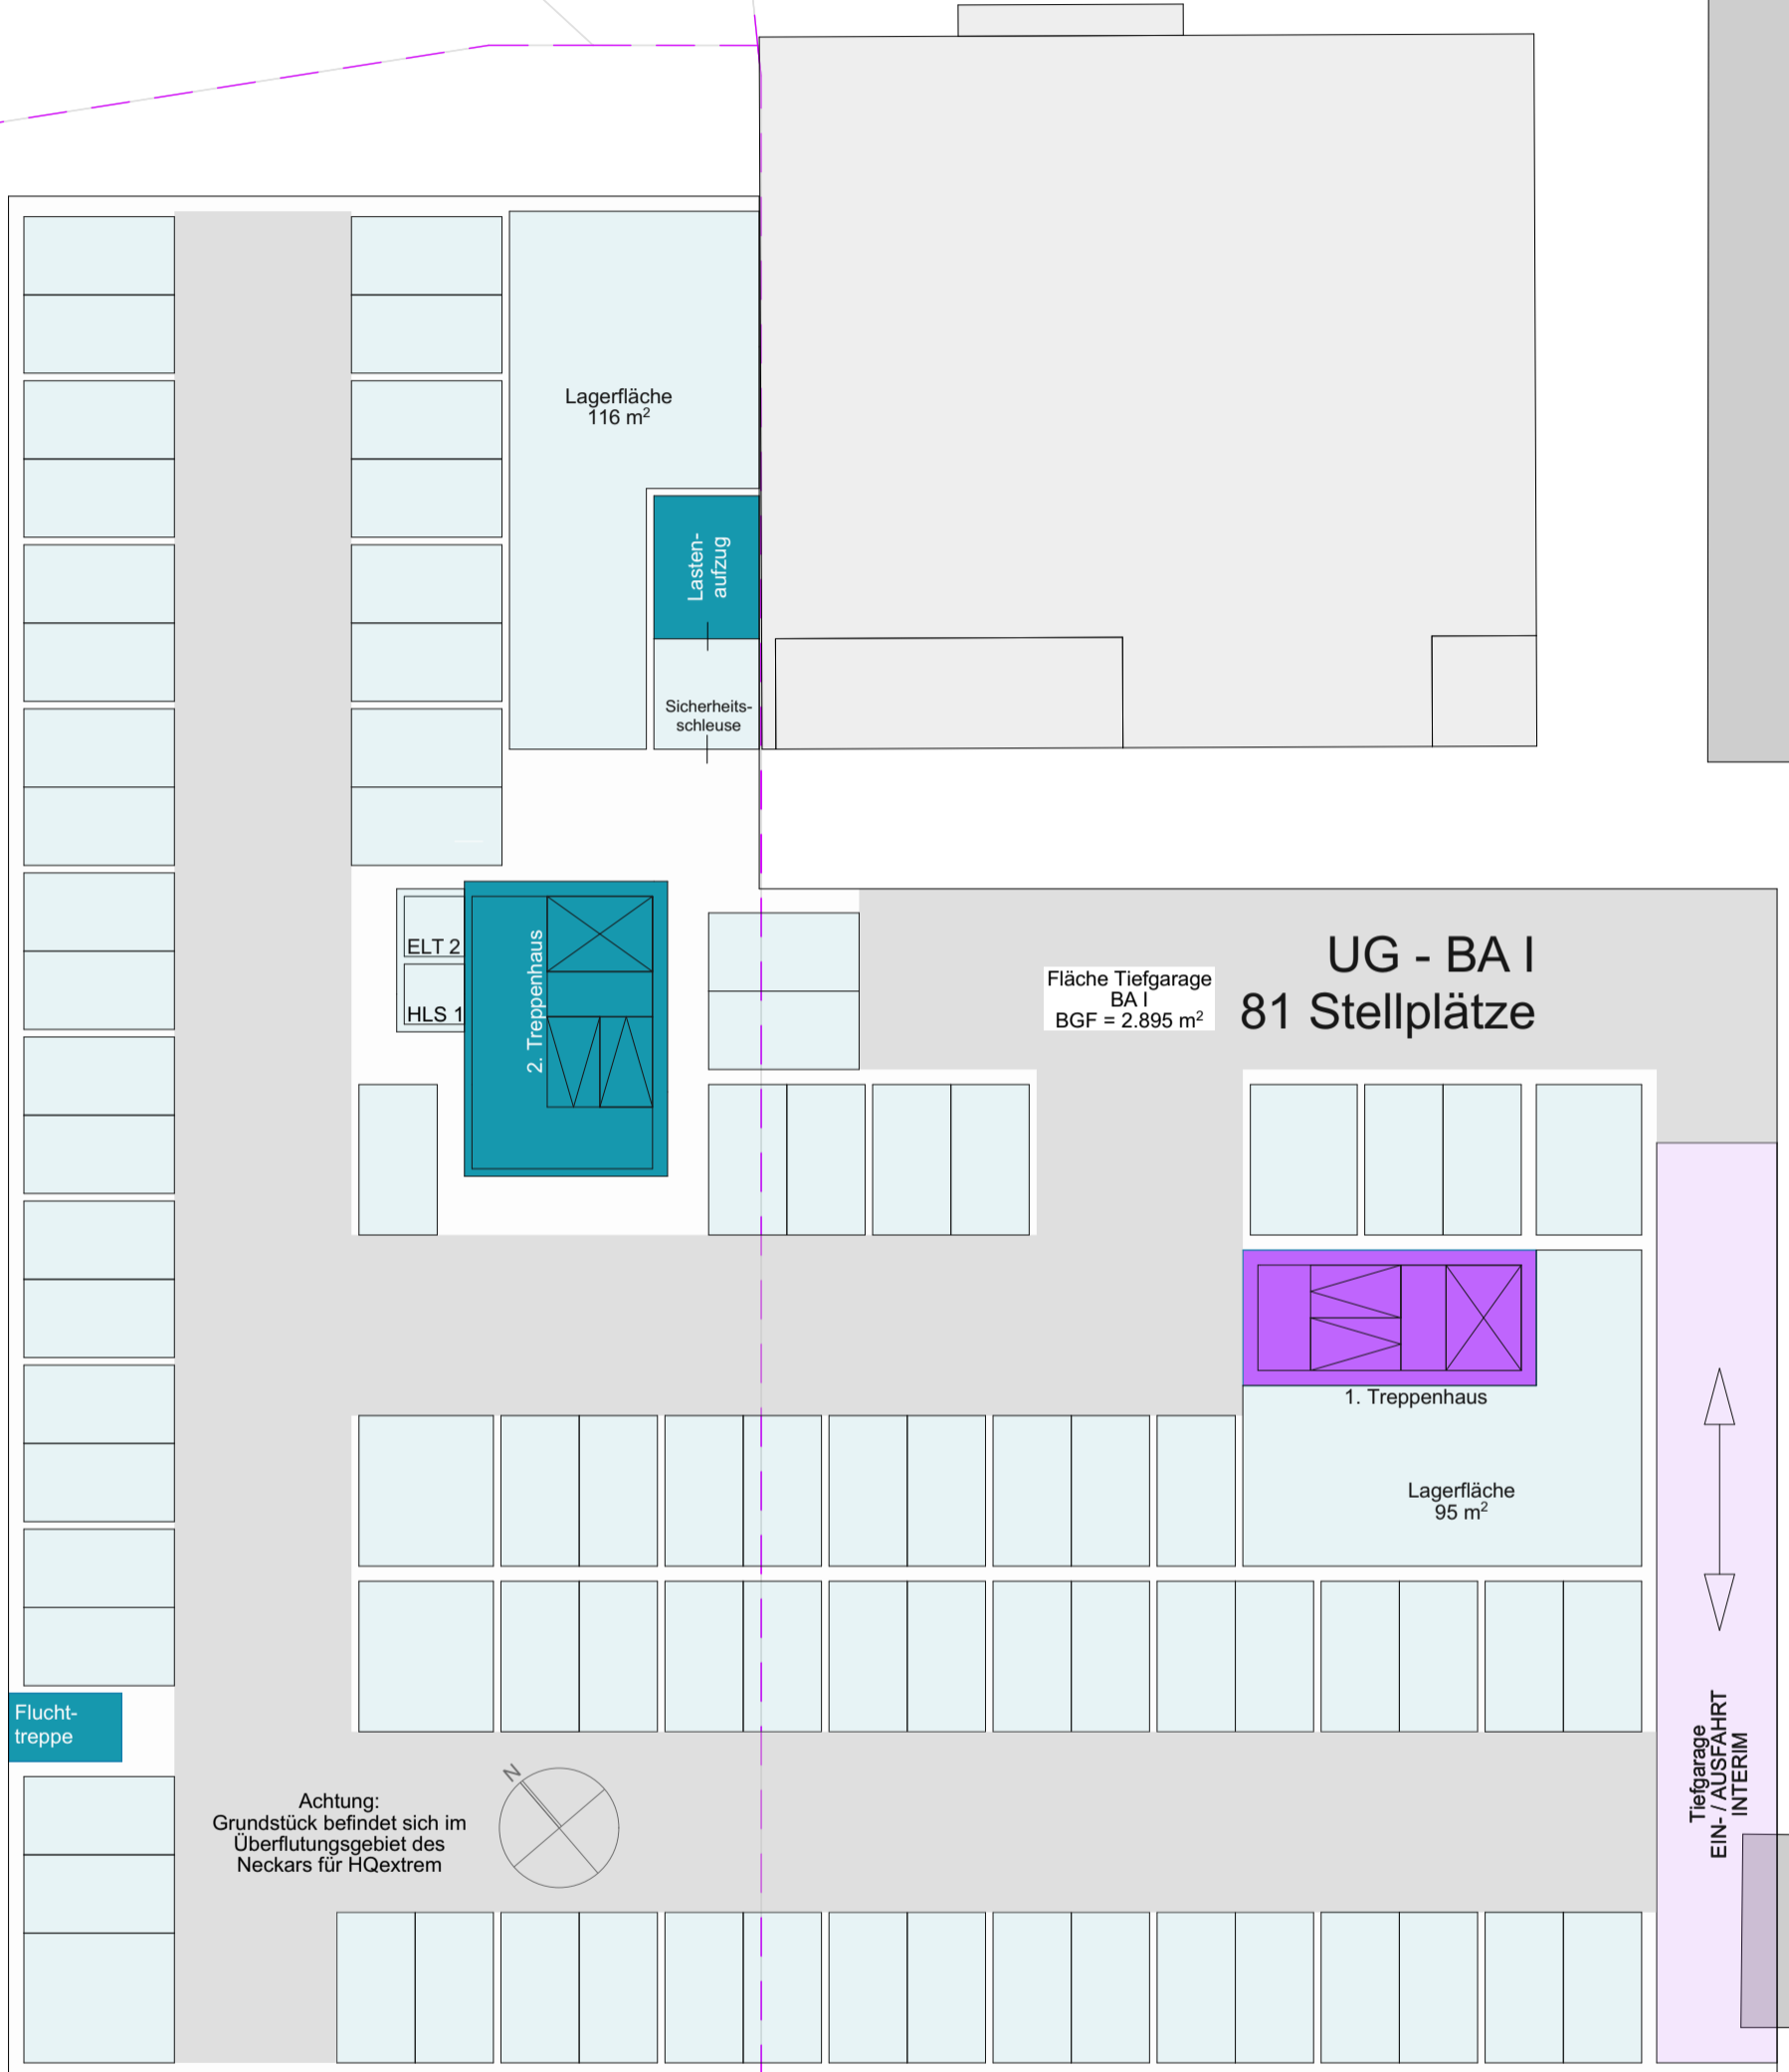 Lagerfläche
116 m²
Lasten-
aufzug
Sicherheits-
schleuse
ELT 2
HLS 1
2. Treppenhaus
Fläche Tiefgarage
BA I
BGF = 2.895 m²
UG - BA I
81 Stellplätze
1. Treppenhaus
Lagerfläche
95 m²
Flucht-
treppe
Achtung:
Grundstück befindet sich im
Überflutungsgebiet des
Neckars für HQextrem
N
Tiefgarage
EIN- / AUSFAHRT
INTERIM